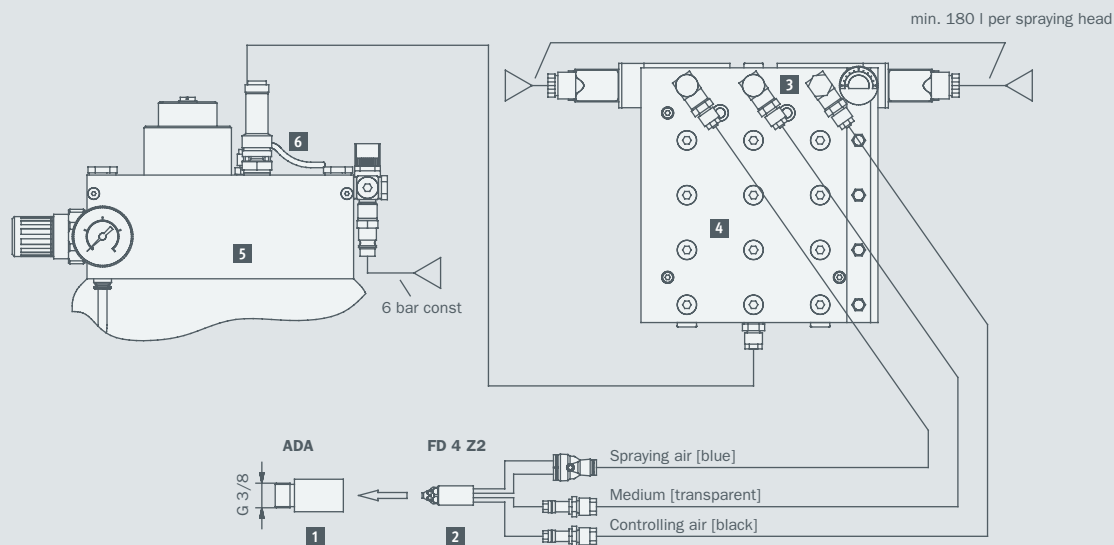 min. 180 l per spraying head
3
6
4
5
6 bar const
ADA
FD 4 Z2
Spraying air [blue]
G 3/8
Medium [transparent]
Controlling air [black]
1
2